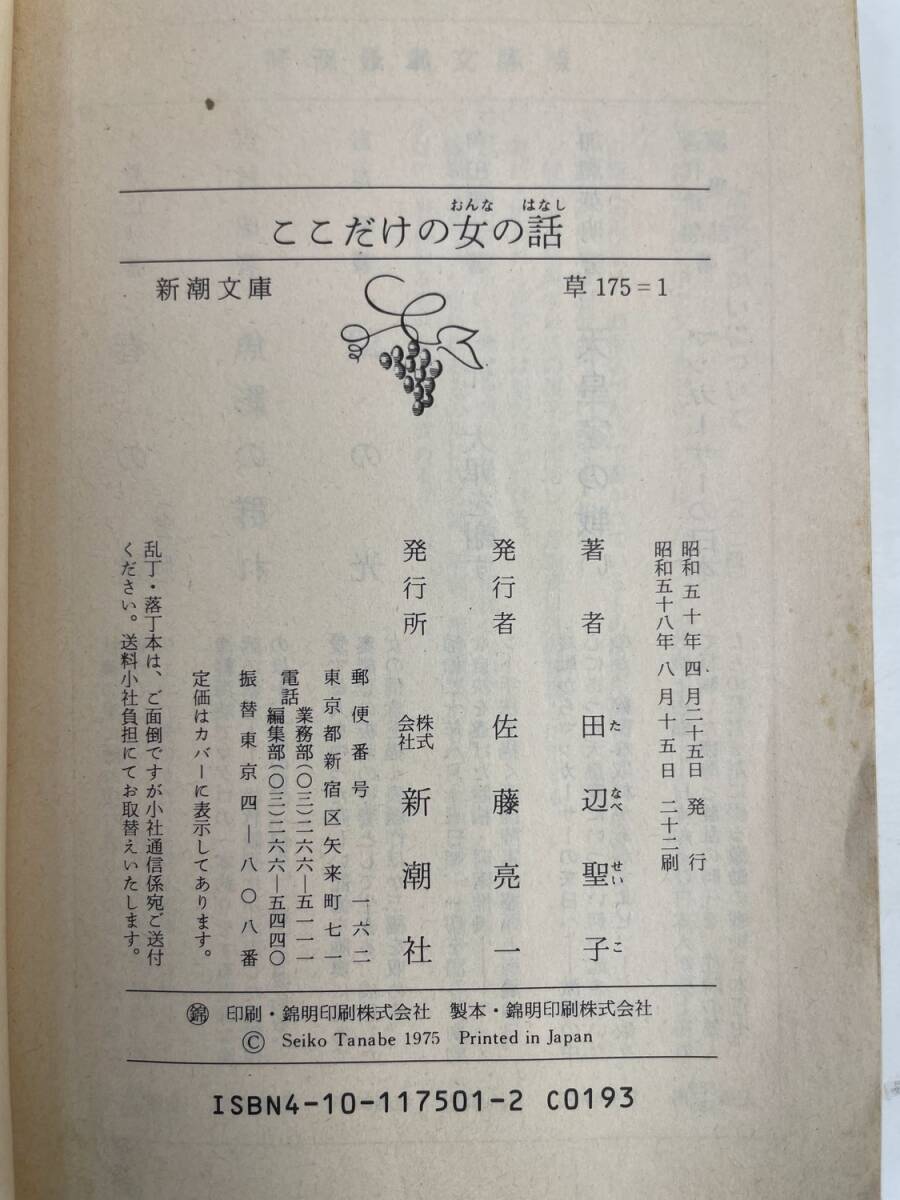 ここだけの女の話
おんな はなし
新潮文庫
草175=1
昭和五十年四月二十五日 発行
昭和五十八年八月十五日 二十二刷
著者 田辺聖子
たなべせいこ
発行者 佐藤亮一
発行所 株式会社 新潮社
郵便番号 一六二
東京都新宿区矢来町七一
電話 業務部(〇三)二六六―五一一一
編集部(〇三)二六六―五四四〇
振替東京四―八〇八番
定価はカバーに表示してあります。
乱丁・落丁本は、ご面倒ですが小社通信係宛ご送付
ください。送料小社負担にてお取替えいたします。
錦 印刷・錦明印刷株式会社 製本・錦明印刷株式会社
© Seiko Tanabe 1975 Printed in Japan
ISBN4-10-117501-2 C0193